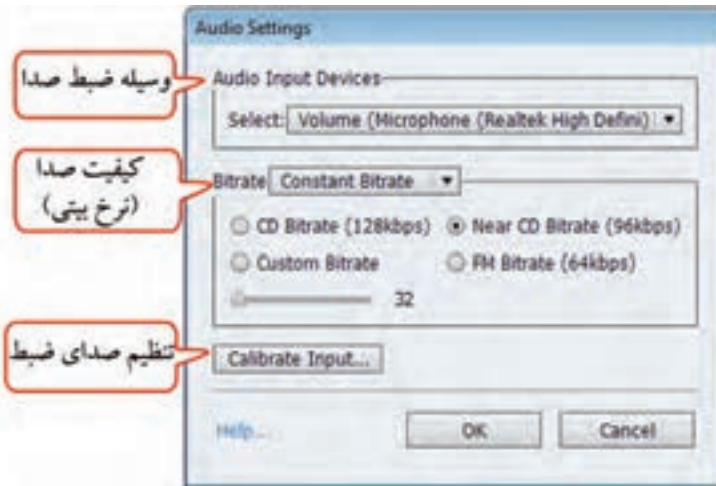 Audio Settings
وسیله ضبط صدا
Audio Input Devices
Select: Volume (Microphone (Realtek High Defini)
کیفیت صدا
(نرخ بیتی)
Bitrate Constant Bitrate
CD Bitrate (128kbps) Near CD Bitrate (96kbps)
Custom Bitrate FM Bitrate (64kbps)
32
تنظیم صدای ضبط
Calibrate Input...
Help... OK Cancel